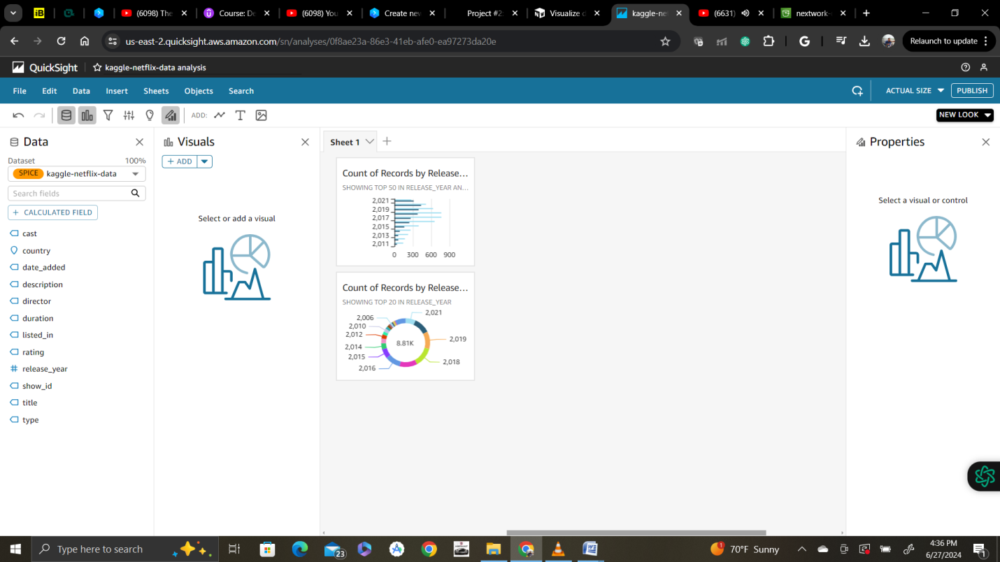 (6098) The
Course: De
(6098) You
Create new
Project #2:
Visualize d
kaggle-net
(6631)
nextwork-
us-east-2.quicksight.aws.amazon.com/sn/analyses/0f8ae23a-86e3-41eb-afe0-ea97273da20e
Relaunch to update
QuickSight
kaggle-netflix-data analysis
File Edit Data Insert Sheets Objects Search
ACTUAL SIZE
PUBLISH
ADD:
NEW LOOK
Data
Dataset 100%
SPICE kaggle-netflix-data
Search fields
+ CALCULATED FIELD
cast
country
date_added
description
director
duration
listed_in
rating
release_year
show_id
title
type
Visuals
+ ADD
Select or add a visual
Sheet 1
Count of Records by Release...
SHOWING TOP 50 IN RELEASE_YEAR AN...
2,021
2,019
2,017
2,015
2,013
2,011
0 300 600 900
Count of Records by Release...
SHOWING TOP 20 IN RELEASE_YEAR
2,021
2,006
2,010
2,012
2,014
2,015
2,016
8.81K
2,019
2,018
Properties
Select a visual or control
Type here to search
23
70°F Sunny
4:36 PM
6/27/2024
1